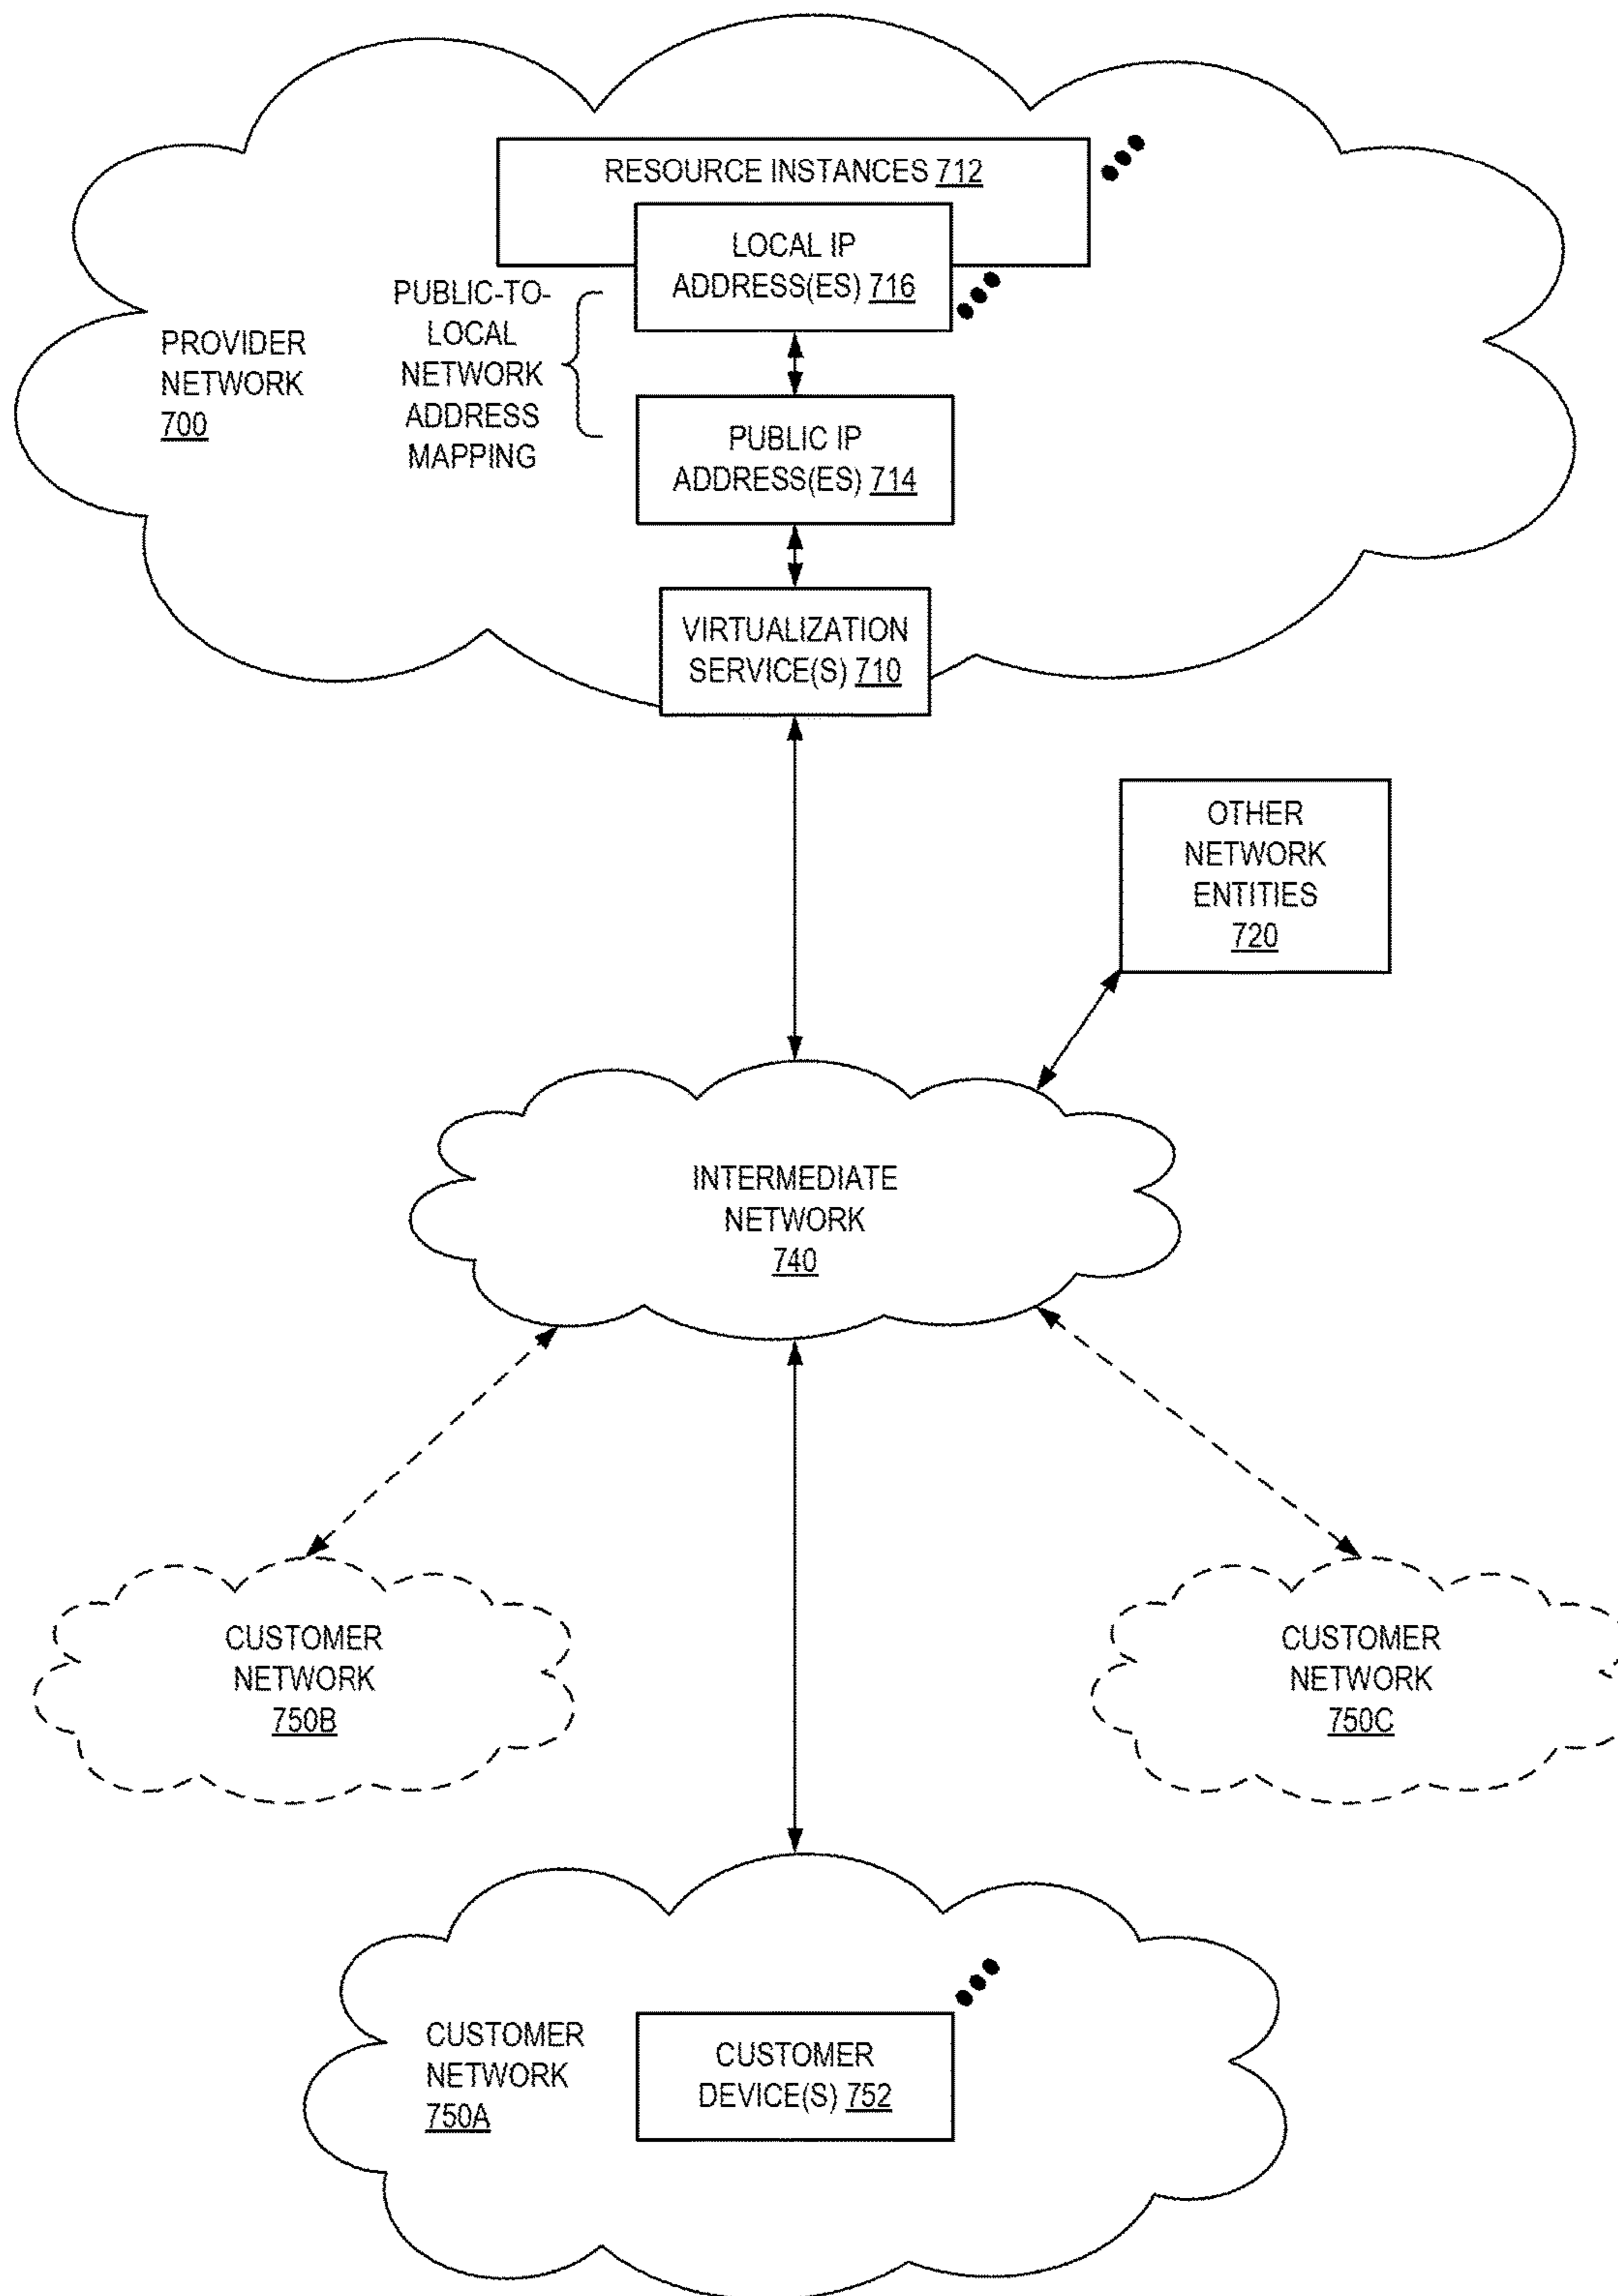 RESOURCE INSTANCES 712
LOCAL IP
ADDRESS(ES) 716
PUBLIC-TO-
LOCAL
NETWORK
ADDRESS
MAPPING
PROVIDER
NETWORK
700
PUBLIC IP
ADDRESS(ES) 714
VIRTUALIZATION
SERVICE(S) 710
OTHER
NETWORK
ENTITIES
720
INTERMEDIATE
NETWORK
740
CUSTOMER
NETWORK
750B
CUSTOMER
NETWORK
750C
CUSTOMER
NETWORK
750A
CUSTOMER
DEVICE(S) 752